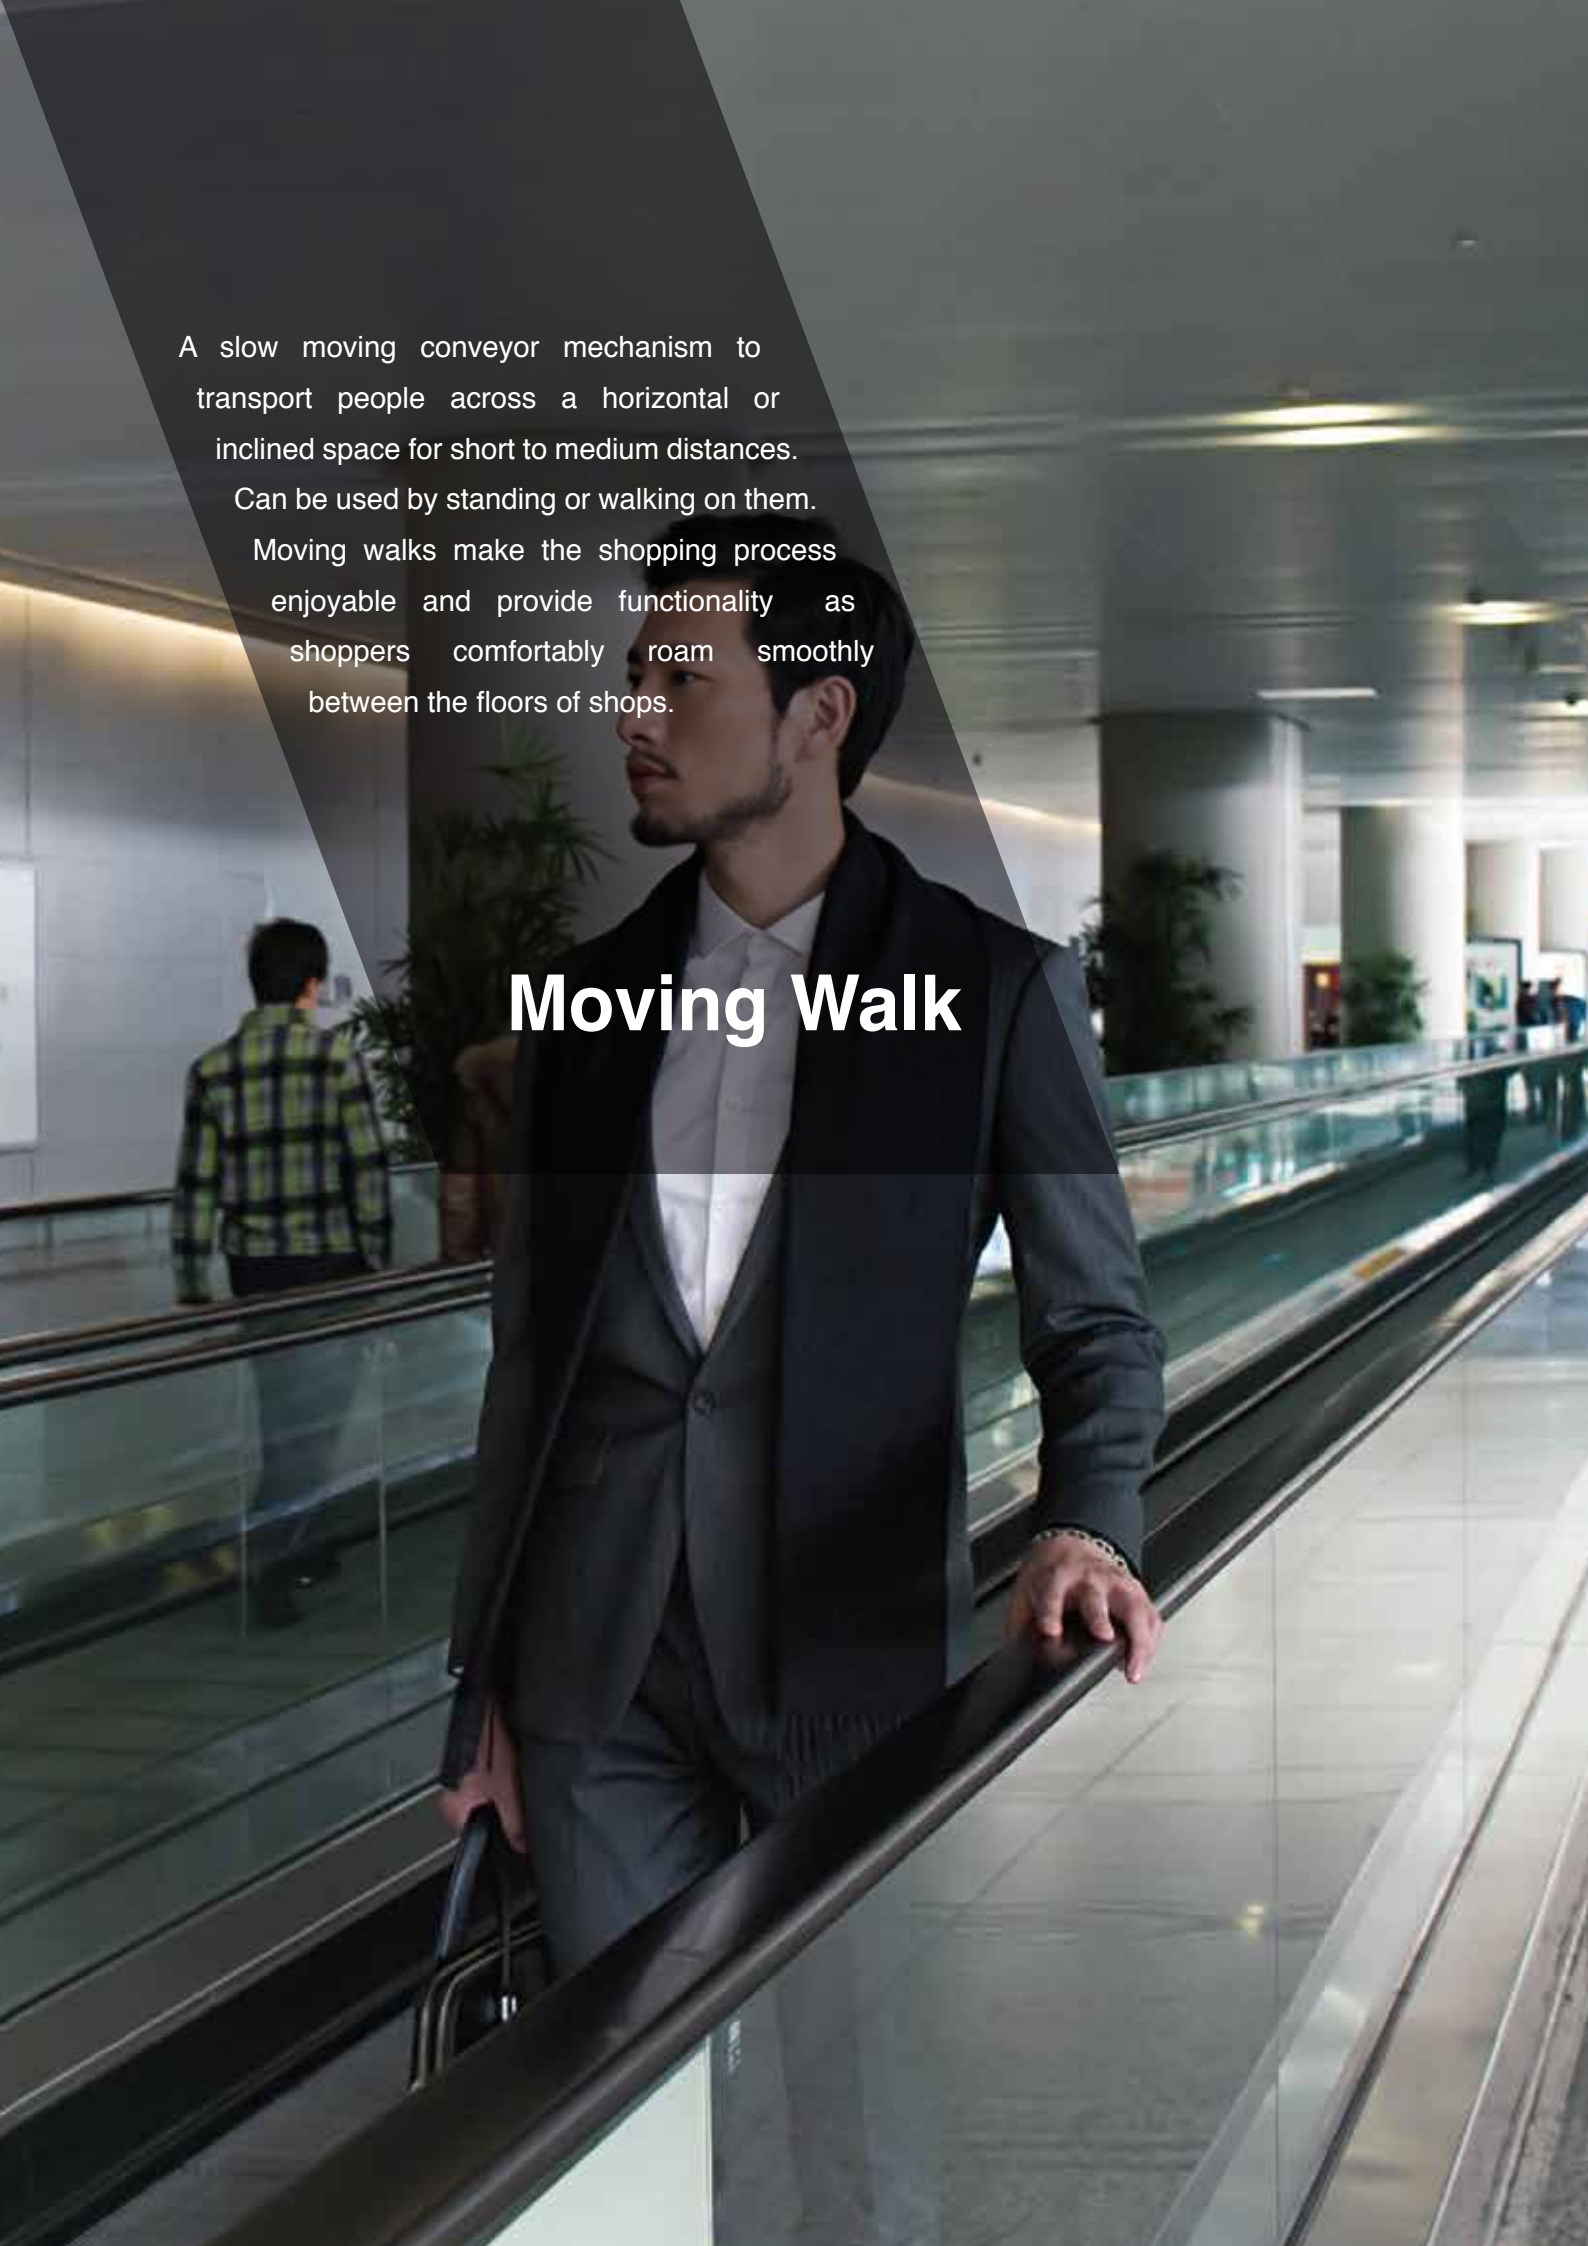 A slow moving conveyor mechanism to
transport people across a horizontal or
inclined space for short to medium distances.
Can be used by standing or walking on them.
Moving walks make the shopping process
enjoyable and provide functionality as
shoppers comfortably roam smoothly
between the floors of shops.
Moving Walk